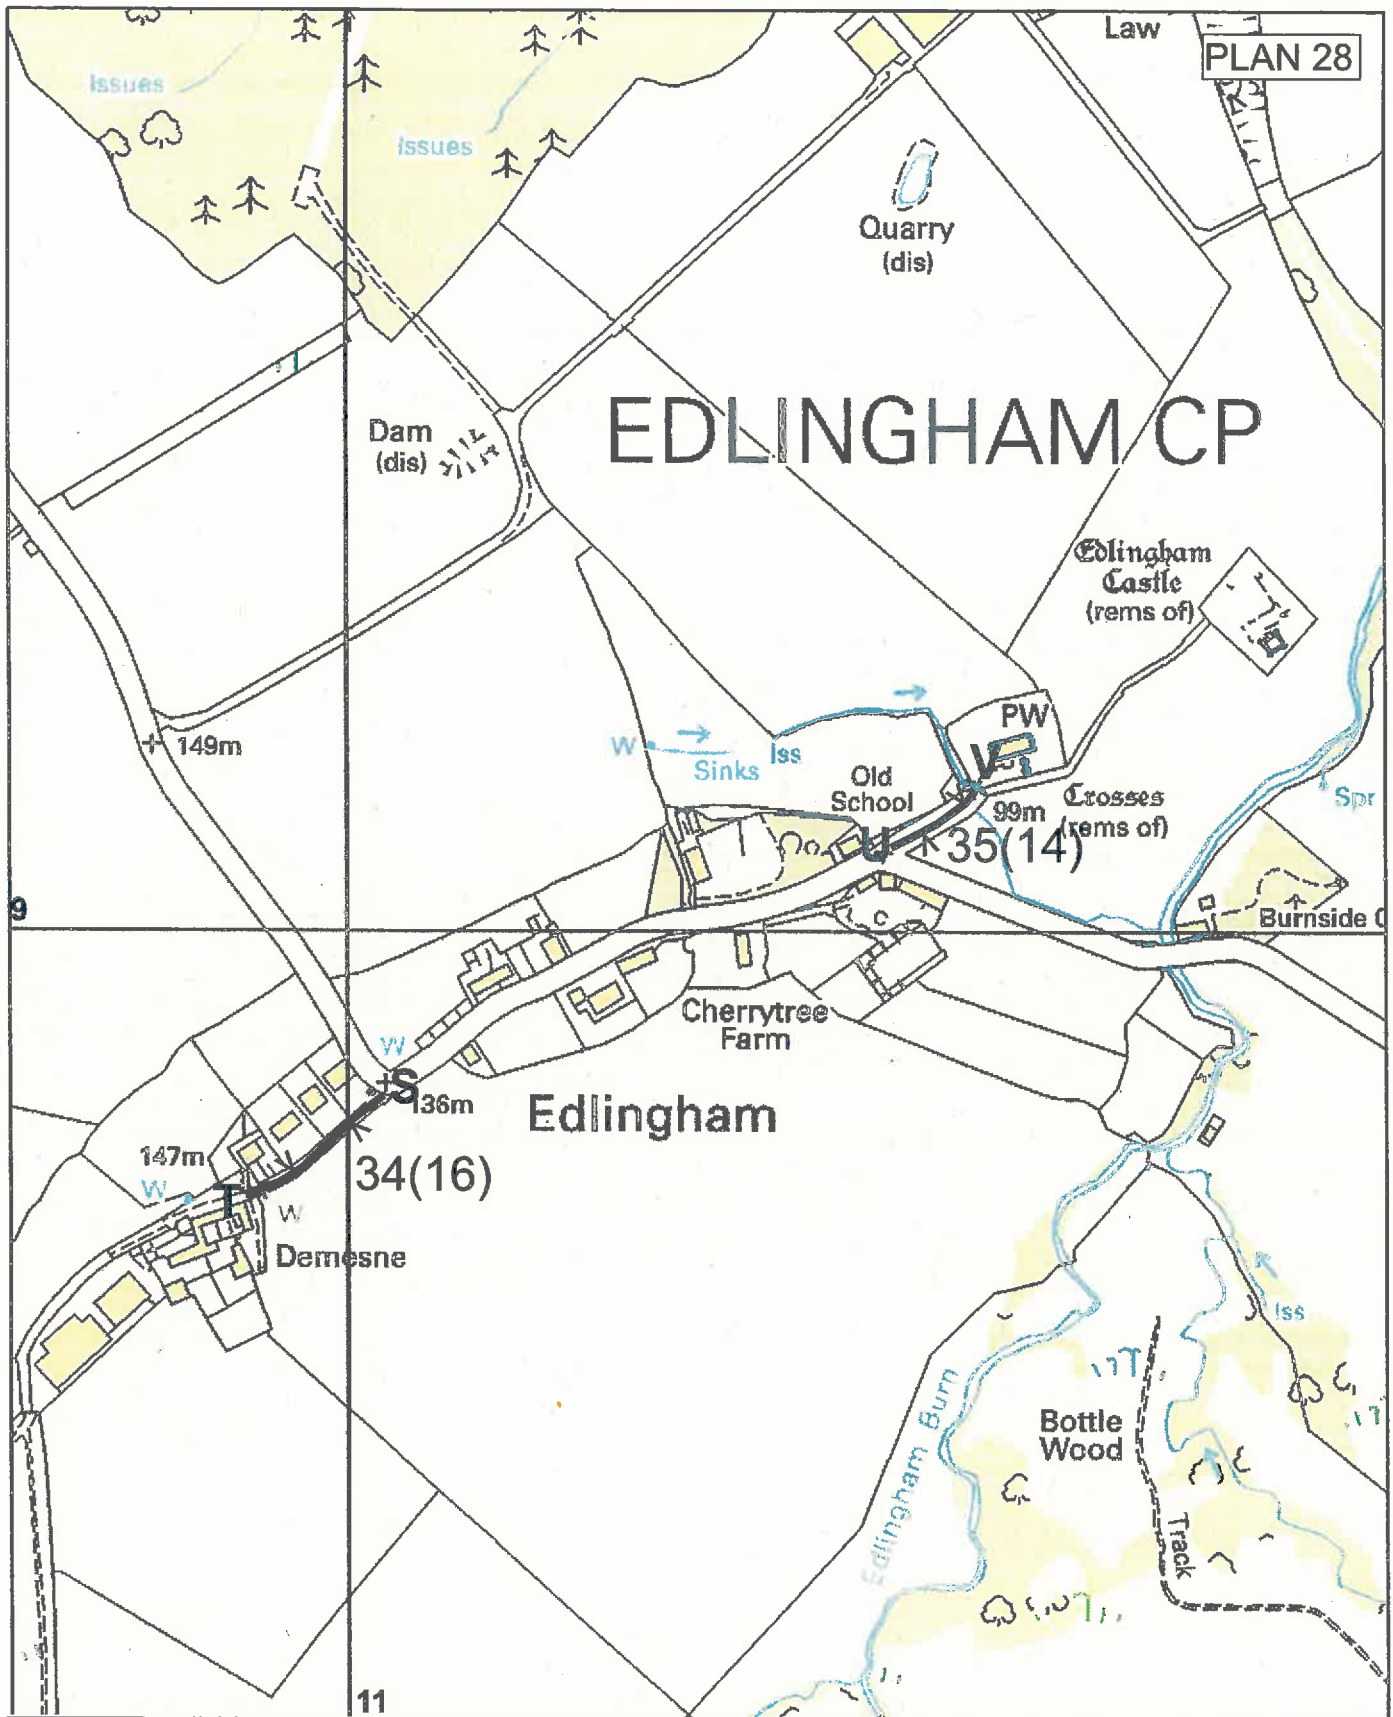 Law
PLAN 28
Issues
Issues
Quarry
(dis)
EDLINGHAM CP
Dam
(dis)
Edlingham
Castle
(rems of)
149m
W
Sinks
Iss
PW
V
Old
School
99m
Crosses
(rems of)
Spr
U
35(14)
9
Burnside
c
Cherrytree
Farm
W
S
136m
Edlingham
147m
W
T
34(16)
W
Demesne
Iss
Edlingham Burn
Bottle
Wood
Track
11